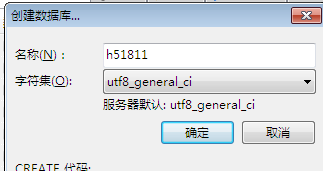 创建数据库...
名称(N)：
h51811
字符集(O):
utf8_general_ci
服务器默认: utf8_general_ci
确定
取消
CREATE 代码: